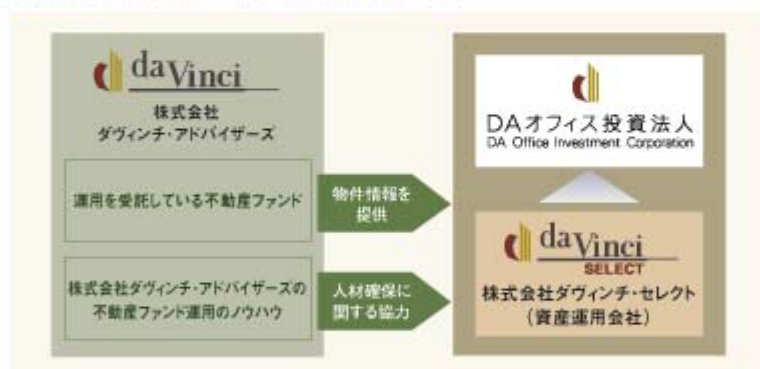 daVinci
株式会社
ダヴィンチ・アドバイザーズ
運用を受託している不動産ファンド
株式会社ダヴィンチ・アドバイザーズの
不動産ファンド運用のノウハウ
物件情報を
提供
人材確保に
関する協力
DAオフィス投資法人
DA Office Investment Corporation
daVinci
SELECT
株式会社ダヴィンチ・セレクト
（資産運用会社）